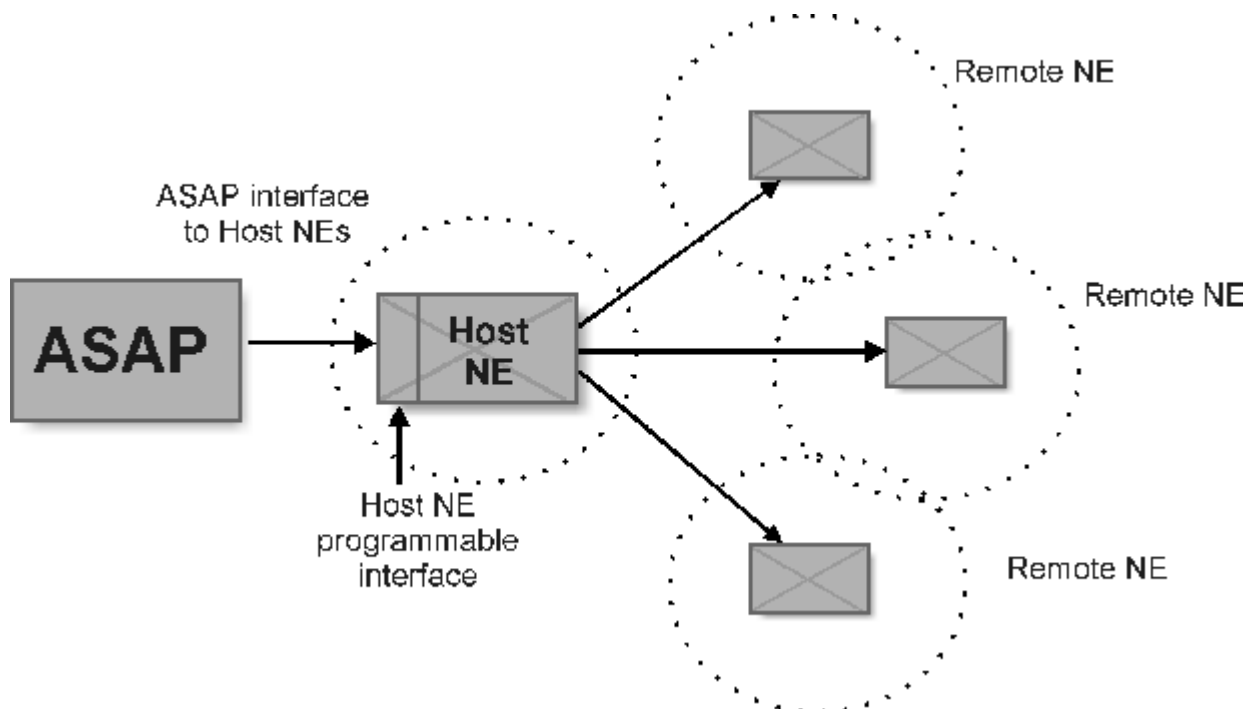 Remote NE
ASAP interface
to Host NEs
Remote NE
ASAP
Host
NE
Host NE
programmable
interface
Remote NE